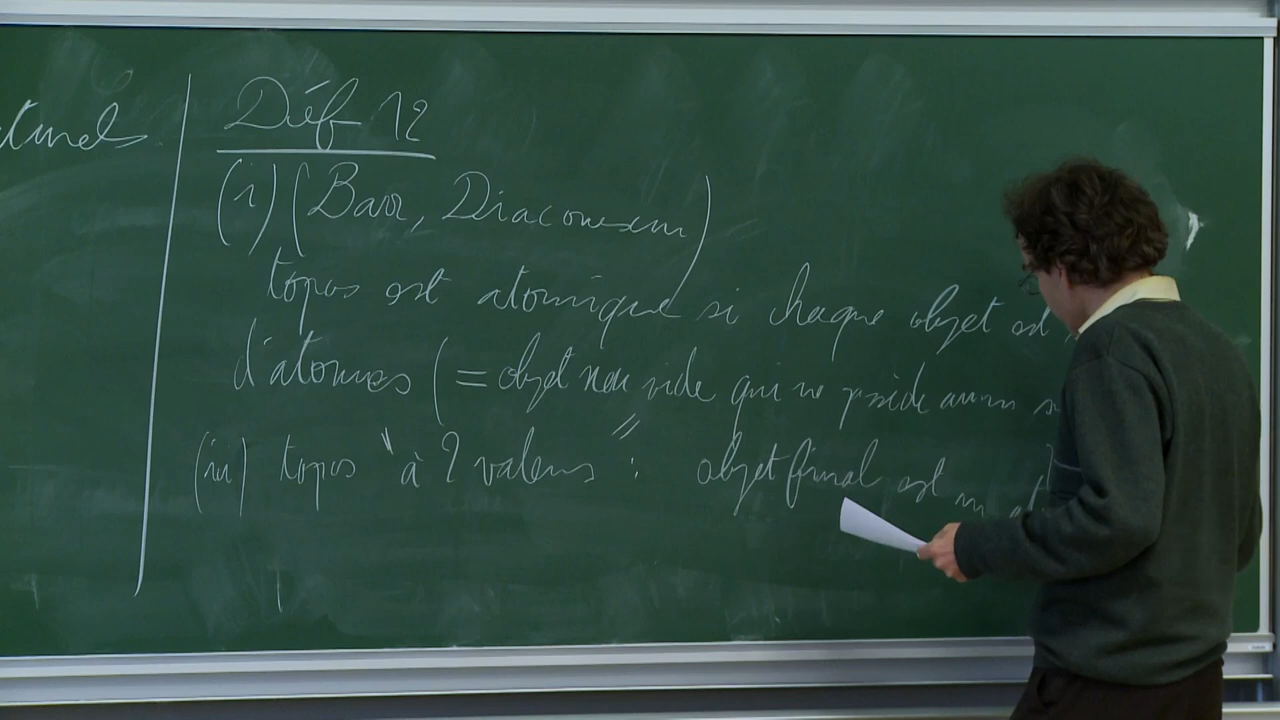 Déf 12
(i) (Barr, Diaconescu)
topos est atomique si chaque objet est
d'atomes (= objet non vide qui ne possède aucun
topos "à 2 valeurs" : objet final est un